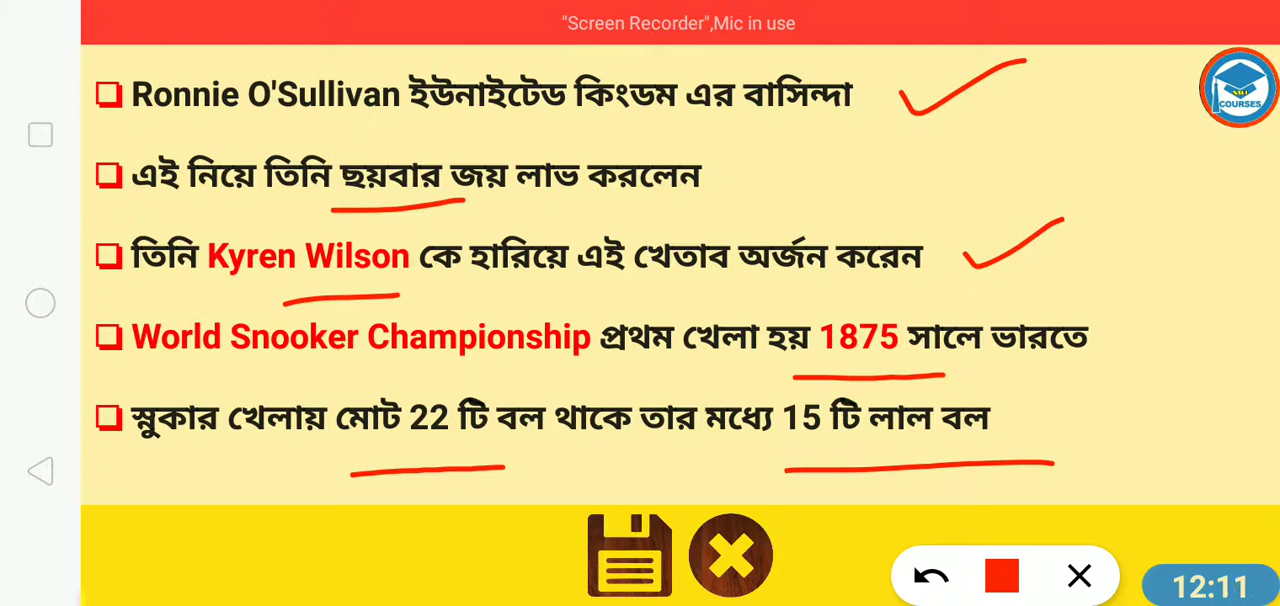 "Screen Recorder",Mic in use
Ronnie O'Sullivan ইউনাইটেড কিংডম এর বাসিন্দা
COURSES
এই নিয়ে তিনি ছয়বার জয় লাভ করলেন
তিনি Kyren Wilson কে হারিয়ে এই খেতাব অর্জন করেন
World Snooker Championship প্রথম খেলা হয় 1875 সালে ভারতে
স্নুকার খেলায় মোট 22 টি বল থাকে তার মধ্যে 15 টি লাল বল
12:11